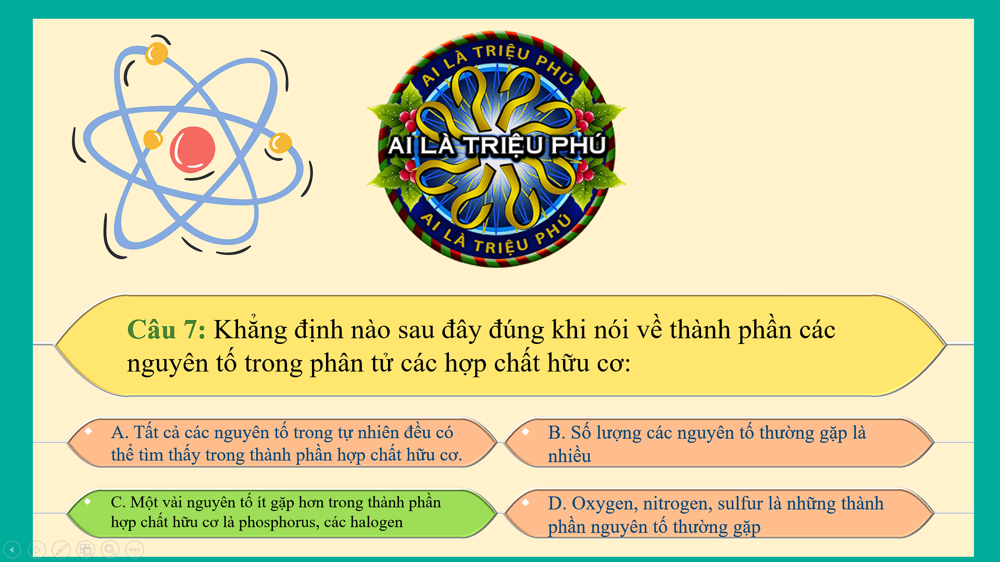 AI LÀ TRIỆU PHÚ
AI LÀ TRIỆU PHÚ
AI LÀ TRIỆU PHÚ
Câu 7: Khẳng định nào sau đây đúng khi nói về thành phần các
nguyên tố trong phân tử các hợp chất hữu cơ:
A. Tất cả các nguyên tố trong tự nhiên đều có
thể tìm thấy trong thành phần hợp chất hữu cơ.
B. Số lượng các nguyên tố thường gặp là
nhiều
C. Một vài nguyên tố ít gặp hơn trong thành phần
hợp chất hữu cơ là phosphorus, các halogen
D. Oxygen, nitrogen, sulfur là những thành
phần nguyên tố thường gặp